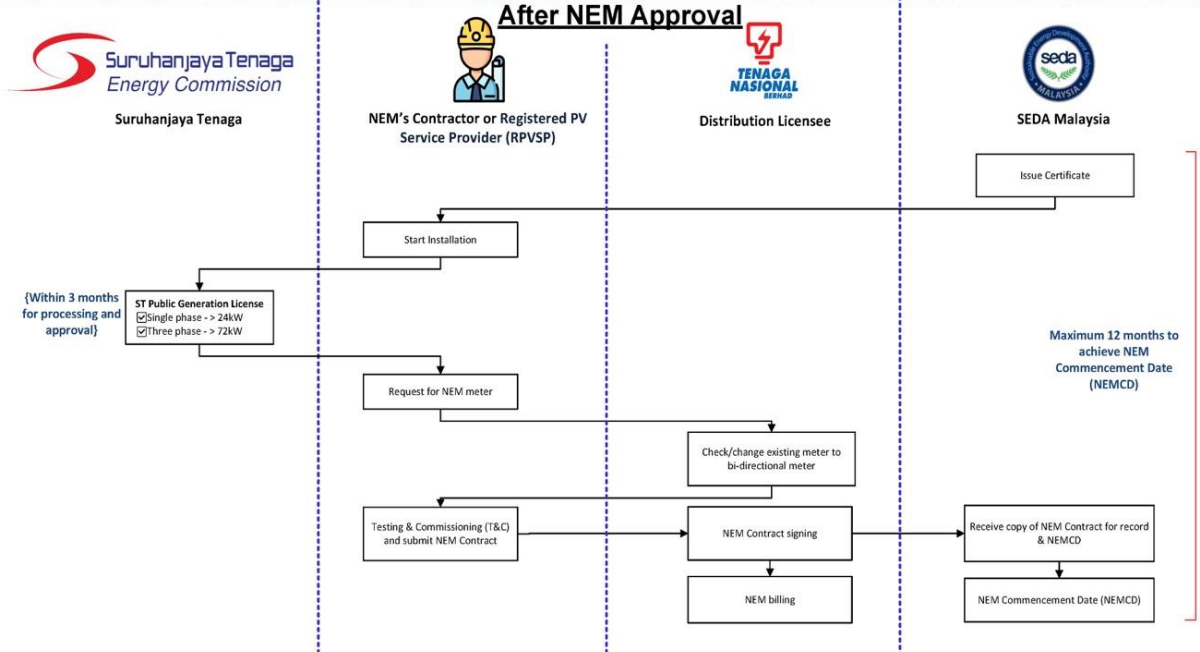 After NEM Approval
Suruhanjaya Tenaga
Energy Commission
TENAGA
NASIONAL
BERHAD
Sustainable Energy Development Authority
seda
• MALAYSIA •
Suruhanjaya Tenaga
NEM's Contractor or Registered PV
Service Provider (RPVSP)
Distribution Licensee
SEDA Malaysia
Issue Certificate
Start Installation
{Within 3 months
for processing and
approval}
ST Public Generation License
☑Single phase - > 24kW
☑Three phase - > 72kW
Maximum 12 months to
achieve NEM
Commencement Date
(NEMCD)
Request for NEM meter
Check/change existing meter to
bi-directional meter
Testing & Commissioning (T&C)
and submit NEM Contract
NEM Contract signing
Receive copy of NEM Contract for record
& NEMCD
NEM billing
NEM Commencement Date (NEMCD)